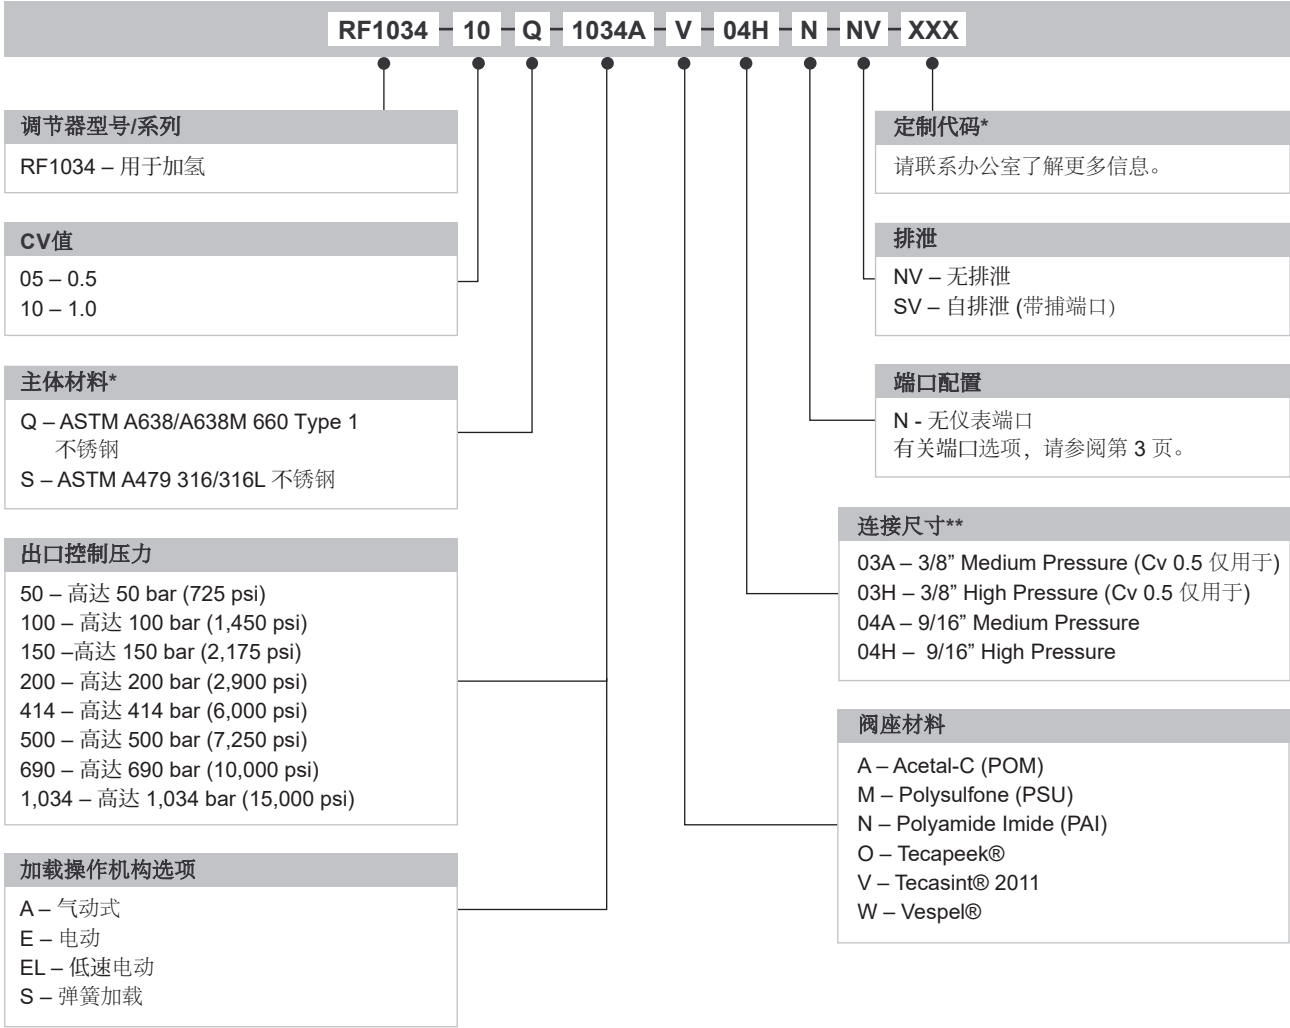 RF1034 10 Q 1034A V 04H N NV XXX
调节器型号/系列
RF1034 – 用于加氢
CV值
05 – 0.5
10 – 1.0
主体材料*
Q – ASTM A638/A638M 660 Type 1
不锈钢
S – ASTM A479 316/316L 不锈钢
出口控制压力
50 – 高达 50 bar (725 psi)
100 – 高达 100 bar (1,450 psi)
150 –高达 150 bar (2,175 psi)
200 – 高达 200 bar (2,900 psi)
414 – 高达 414 bar (6,000 psi)
500 – 高达 500 bar (7,250 psi)
690 – 高达 690 bar (10,000 psi)
1,034 – 高达 1,034 bar (15,000 psi)
加载操作机构选项
A – 气动式
E – 电动
EL – 低速电动
S – 弹簧加载
定制代码*
请联系办公室了解更多信息。
排泄
NV – 无排泄
SV – 自排泄 (带捕端口)
端口配置
N - 无仪表端口
有关端口选项，请参阅第 3 页。
连接尺寸**
03A – 3/8” Medium Pressure (Cv 0.5 仅用于)
03H – 3/8” High Pressure (Cv 0.5 仅用于)
04A – 9/16” Medium Pressure
04H – 9/16” High Pressure
阀座材料
A – Acetal-C (POM)
M – Polysulfone (PSU)
N – Polyamide Imide (PAI)
O – Tecapeek®
V – Tecasint® 2011
W – Vespel®